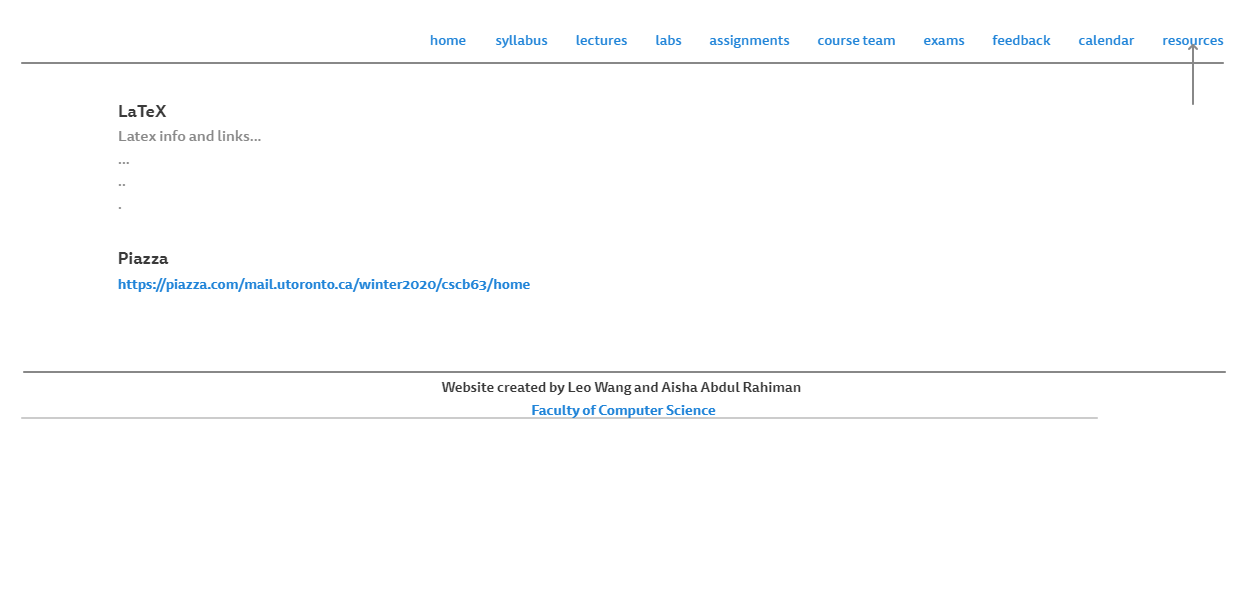 home syllabus lectures labs assignments course team exams feedback calendar resources
LaTeX
Latex info and links...
...
..
.
Piazza
https://piazza.com/mail.utoronto.ca/winter2020/cscb63/home
Website created by Leo Wang and Aisha Abdul Rahiman
Faculty of Computer Science